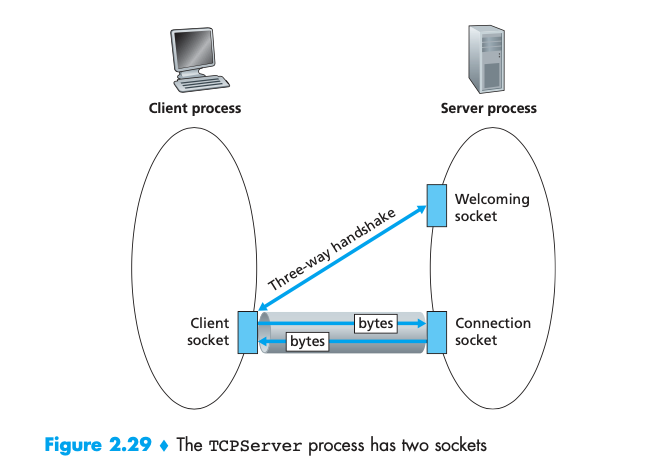 Client process
Server process
Welcoming
socket
Three-way handshake
Client
socket
bytes
bytes
Connection
socket
Figure 2.29 ♦ The TCPServer process has two sockets